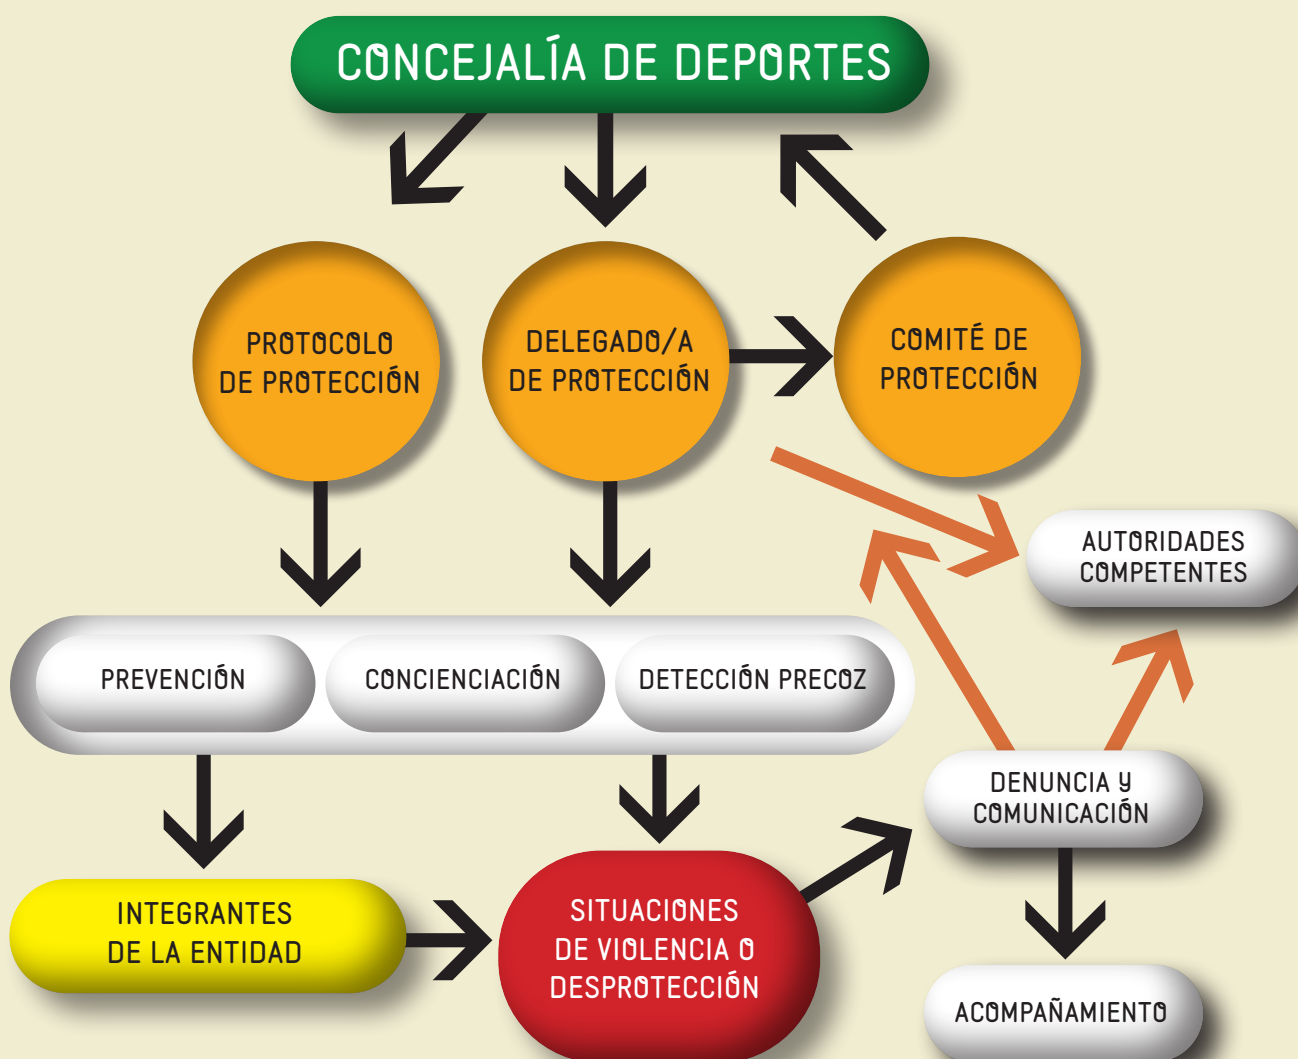 CONCEJALÍA DE DEPORTES
PROTOCOLO
DE PROTECCIÓN
DELEGADO/A
DE PROTECCIÓN
COMITÉ DE
PROTECCIÓN
AUTORIDADES
COMPETENTES
PREVENCIÓN
CONCIENCIACIÓN
DETECCIÓN PRECOZ
DENUNCIA Y
COMUNICACIÓN
INTEGRANTES
DE LA ENTIDAD
SITUACIONES
DE VIOLENCIA O
DESPROTECCIÓN
ACOMPAÑAMIENTO